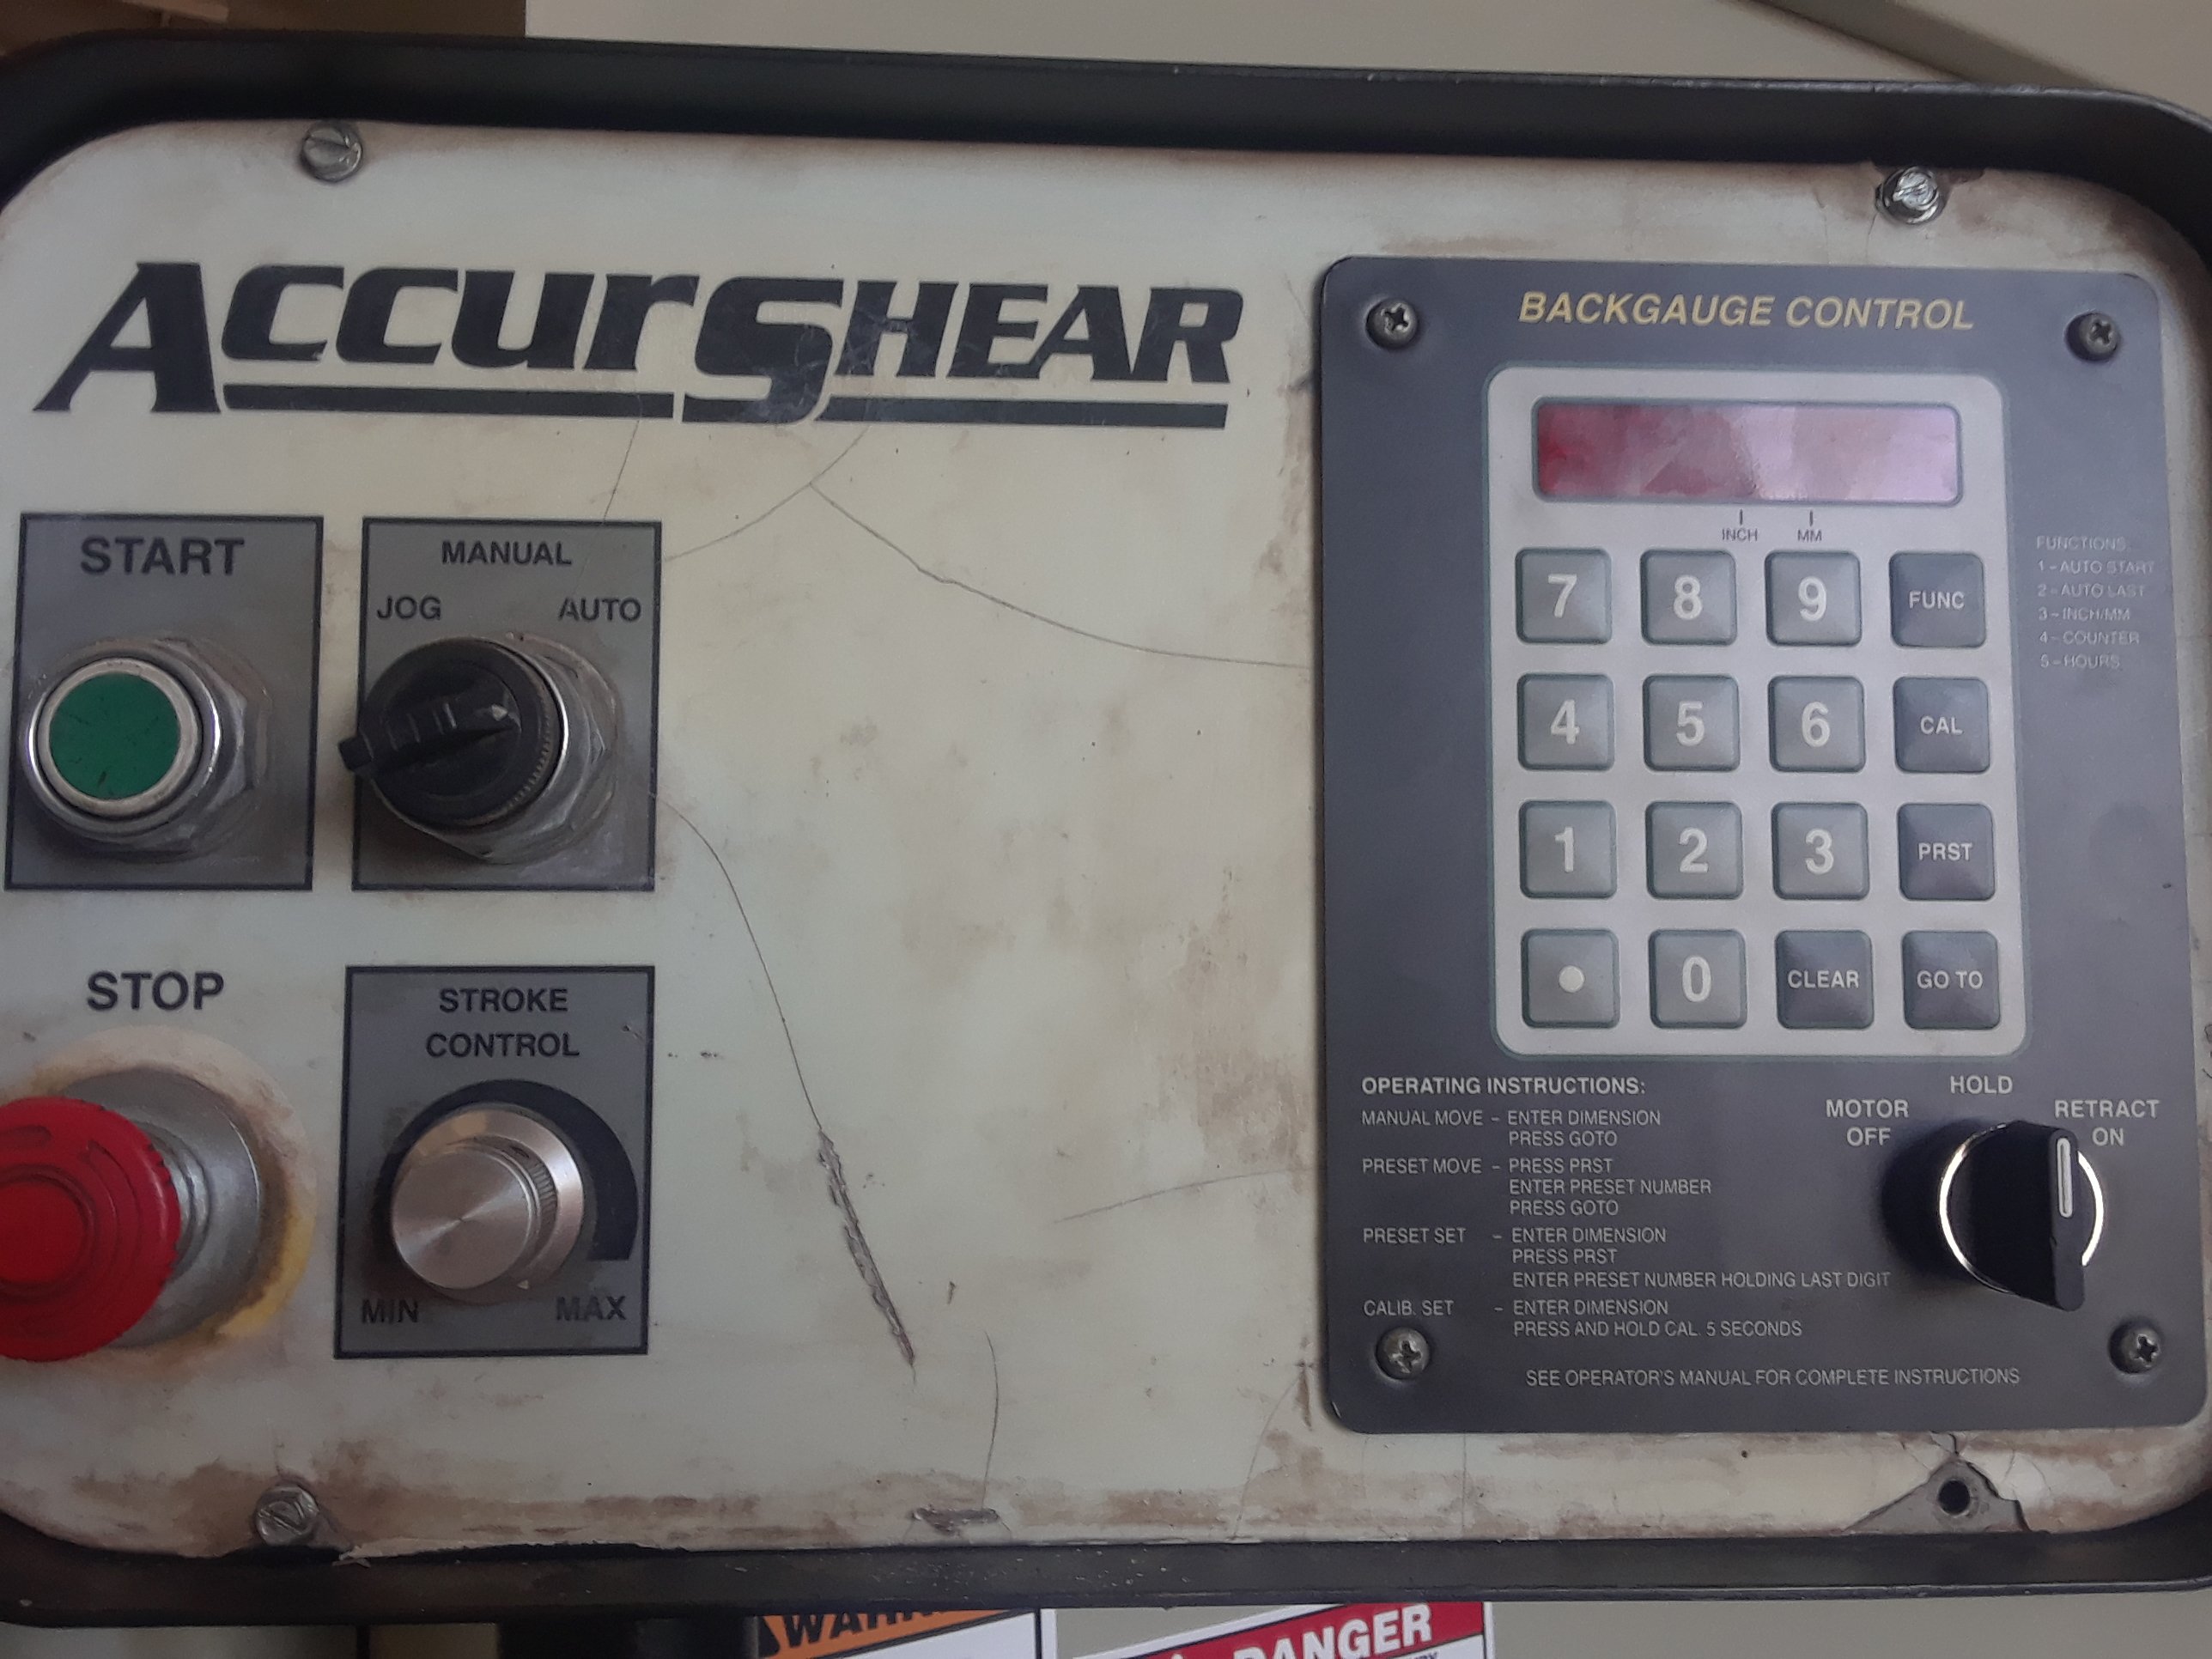 ACCURSHEAR
START
MANUAL
JOG AUTO
STOP
STROKE
CONTROL
MIN MAX
BACKGAUGE CONTROL
INCH MM
7 8 9 FUNC
4 5 6 CAL
1 2 3 PRST
• 0 CLEAR GO TO
FUNCTIONS
1 - AUTO START
2 - AUTO LAST
3 - INCH/MM
4 - COUNTER
5 - HOURS
OPERATING INSTRUCTIONS:
MANUAL MOVE - ENTER DIMENSION
PRESS GOTO
PRESET MOVE - PRESS PRST
ENTER PRESET NUMBER
PRESS GOTO
PRESET SET - ENTER DIMENSION
PRESS PRST
ENTER PRESET NUMBER HOLDING LAST DIGIT
CALIB. SET - ENTER DIMENSION
PRESS AND HOLD CAL. 5 SECONDS
SEE OPERATOR'S MANUAL FOR COMPLETE INSTRUCTIONS
HOLD
MOTOR
OFF
RETRACT
ON
DANGER